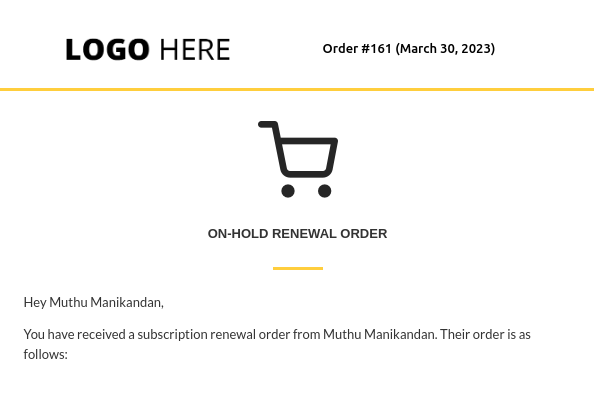 LOGO HERE
Order #161 (March 30, 2023)
ON-HOLD RENEWAL ORDER
Hey Muthu Manikandan,
You have received a subscription renewal order from Muthu Manikandan. Their order is as
follows: